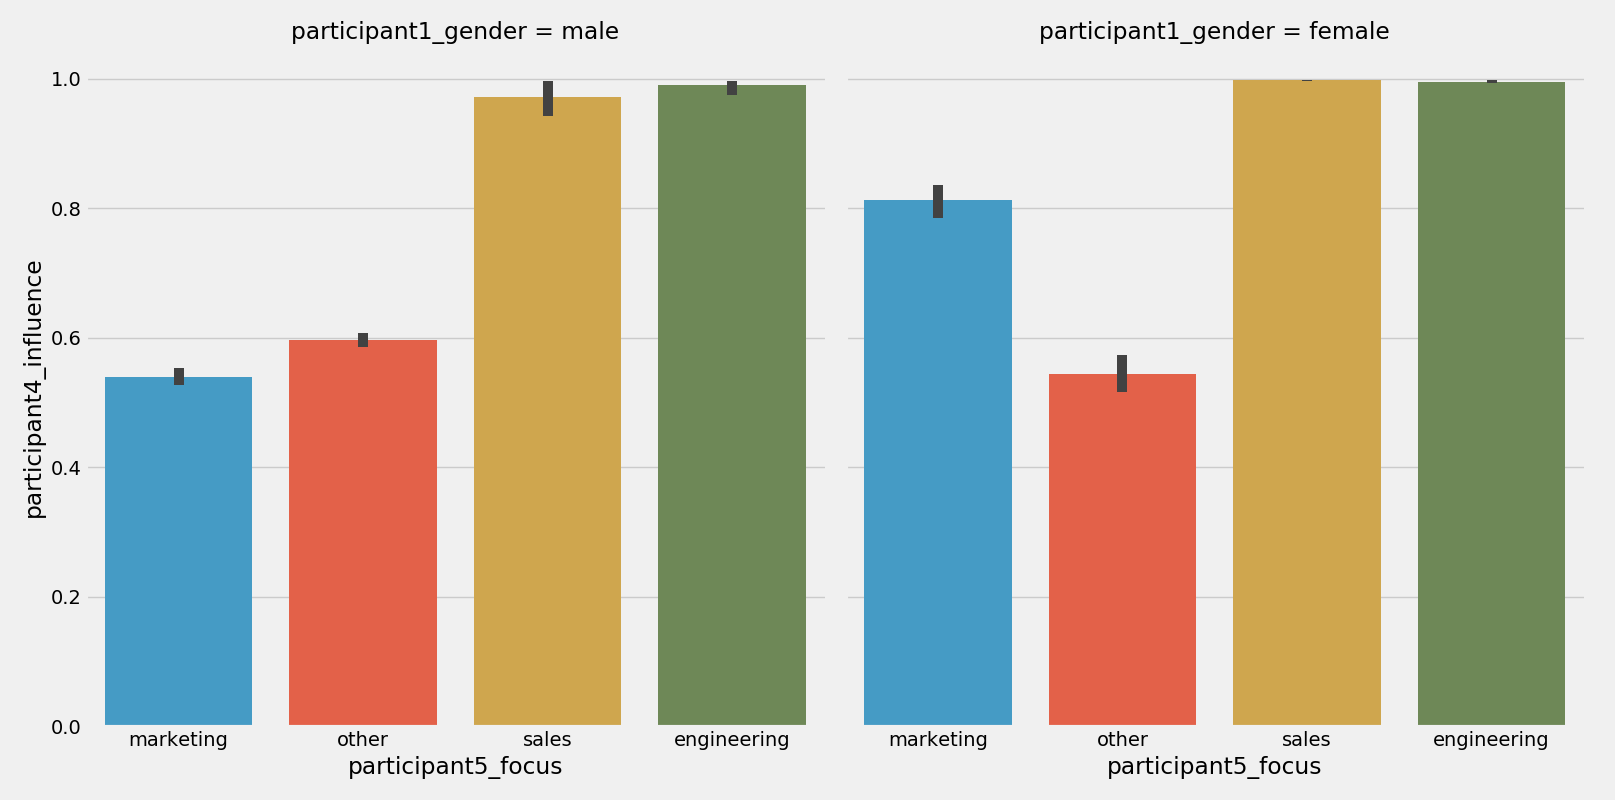 participant1_gender = male
participant1_gender = female
participant4_influence
1.0
0.8
0.6
0.4
0.2
0.0
marketing other sales engineering
marketing other sales engineering
participant5_focus
participant5_focus